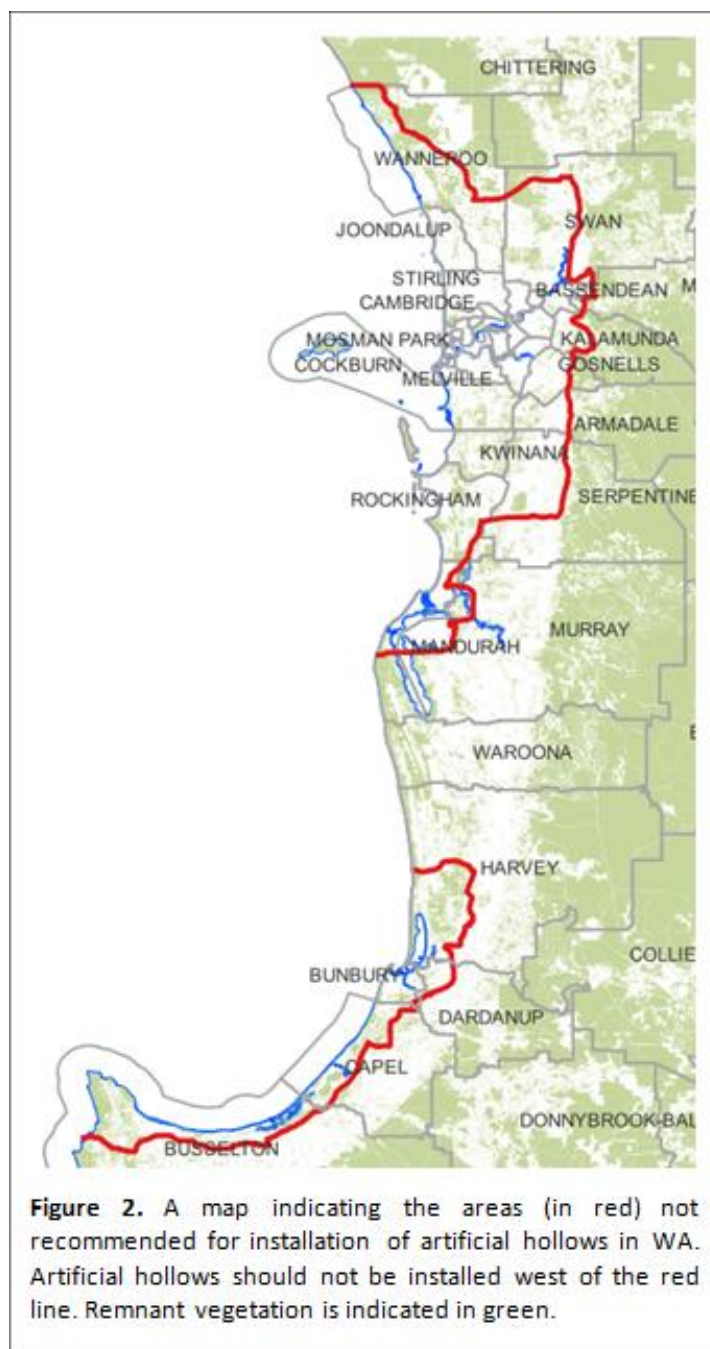 CHITTERING
WANNEROO
SWAN
JOONDALUP
STIRLING
BASSENDEAN
M
CAMBRIDGE
MOSMAN PARK
KALAMUNDA
COCKBURN
GOSNELLS
MELVILLE
ARMADALE
KWINANA
ROCKINGHAM
SERPENTINE
MURRAY
MANDURAH
WAROONA
HARVEY
COLLIE
BUNBURY
DARDANUP
CAPEL
DONNYBROOK-BAL
BUSSELTON
Figure 2. A map indicating the areas (in red) not
recommended for installation of artificial hollows in WA.
Artificial hollows should not be installed west of the red
line. Remnant vegetation is indicated in green.